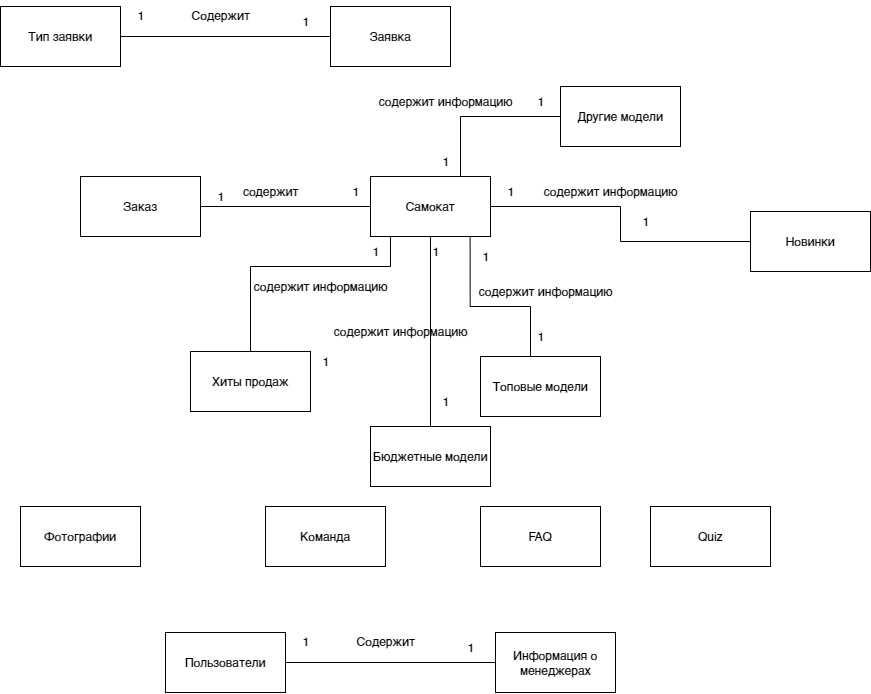 1 Содержит 1
Тип заявки
Заявка
содержит информацию 1
Другие модели
1
1 содержит 1
1 содержит информацию
Заказ
Самокат
1
Новинки
1
1
1
содержит информацию
содержит информацию
содержит информацию
1
1
Хиты продаж
Топовые модели
1
Бюджетные модели
Фотографии
Команда
FAQ
Quiz
1 Содержит 1
Пользователи
Информация о
менеджерах